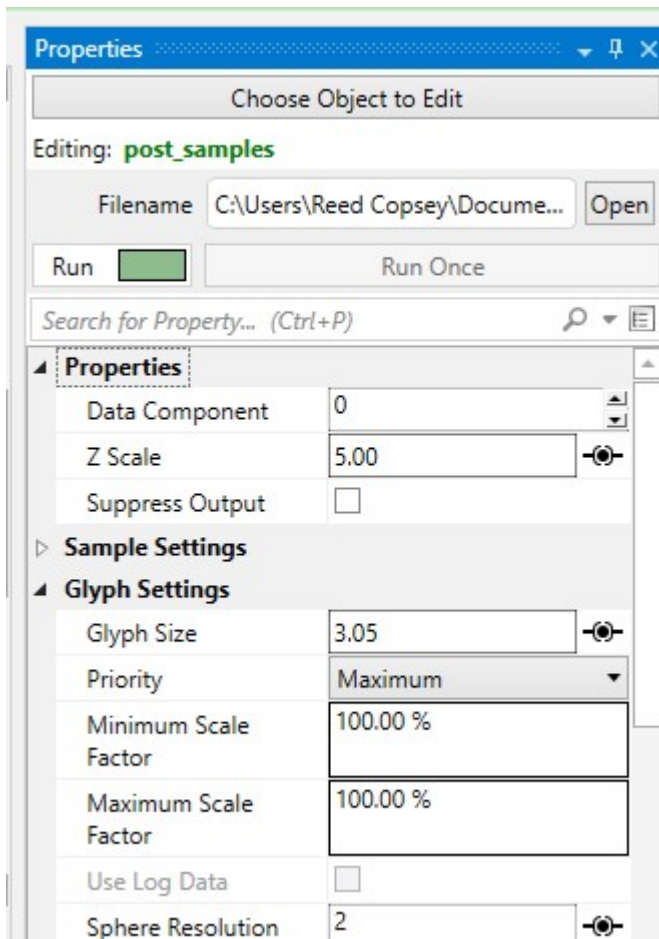 Properties
Choose Object to Edit
Editing: post_samples
Filename C:\Users\Reed Copsey\Docume... Open
Run Run Once
Search for Property... (Ctrl+P)
Properties
Data Component 0
Z Scale 5.00
Suppress Output
Sample Settings
Glyph Settings
Glyph Size 3.05
Priority Maximum
Minimum Scale 100.00 %
Factor
Maximum Scale 100.00 %
Factor
Use Log Data
Sphere Resolution 2